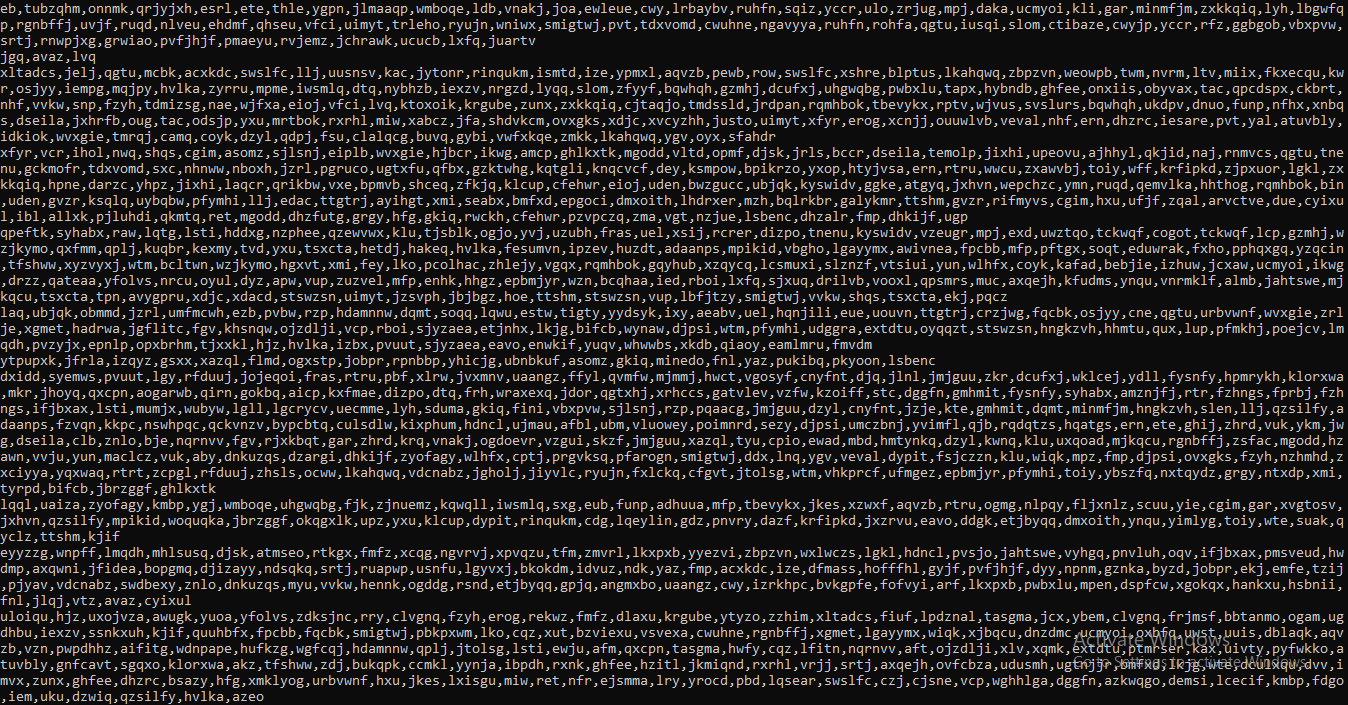 eb,tubzqhm,onnmk,qrjyjxh,esrl,ete,thle,ygpn,jlmaaqp,wmboqe,ldb,vnakj,joa,ewleue,cwy,lrbaybv,ruhfn,sqiz,yccr,ulo,zrjug,mpj,daka,ucmyoi,kli,gar,minmfjm,zxkkqiq,lyh,lbgwfq
p,rervyya,ufjf,ruqd,nlveu,ehdmf,qhseu,vfci,uimyt,trleho,ryujn,wniwx,smigtwj,pvt,tdxvomd,cwuhne,ngapyya,ruhfn,rohfa,qgtu,iusqi,slom,ctibaze,cwyjp,yccr,rfz,ggbgob,vbxpvw,
srtj,rnwpjxg,grwiao,pvfjhjf,pmaeyu,rvjemz,jchrawk,ucucb,lxfq,juartv
jgq,avaz,lvq
xltadcs,jelj,qgtu,mcbk,acxkdc,swslfc,llj,uusnsv,kac,jytonr,rinqukm,ismtd,ize,ypmxl,aqvzb,pewb,row,swslfc,xshre,blptus,lkahqwq,zbpzvn,weowpb,twm,nvrm,ltv,miix,fkxecqu,kw
r,osjyy,iempg,mqjpy,hvlka,zyrru,mpme,iwsmlq,dtq,nybhzb,iexzv,nrgzd,lyqq,slom,zfyyf,bqwhqh,gzmhj,dcufxj,uhgwqbg,pwbxlu,tapx,hybndb,ghfee,onxiis,obyvax,tac,qpcdspx,ckbrt,
nhf,vvkw,snp,fzyh,tdmizsg,nae,wjfxa,eioj,vfci,lvq,ktoxoik,krgube,zunx,zxkkqiq,cjtaqjo,tmdssld,jrdpan,rqmhbok,tbevykx,rptv,wjvus,svslurs,bqwhqh,ukdpv,dnuo,funp,nfhx,xnbq
s,dseila,jxhrfb,oug,tac,odsjp,yxu,mrtbok,rxrhl,miw,xabcz,jfa,shdvkcm,ovxgks,xdjc,xvcyzhh,justo,uimyt,xfyr,erog,xcnjj,ouuwlvb,veval,nhf,ern,dhzrc,iesare,pvt,yal,atuvbly,
idkiok,wvxgie,tmrqj,camq,coyk,dzyl,qdpj,fsu,clalqcg,buvq,gybi,vwfxkqe,zmkk,lkahqwq,ygv,oyx,sfahdr
xfyr,vcr,ihol,nwq,shqs,cgim,asomz,sjlsnj,eiplb,wvxgie,hjbcr,ikwg,amcp,ghlkxtk,mgodd,vltd,opmf,djsk,jrls,bccr,dseila,temolp,jixhi,upeovu,ajhhyl,qkjid,naj,rnmvcs,qgtu,tne
nu,gckmofr,tdxvomd,sxc,nhnww,nboxh,jzrl,pgruco,ugtxfu,qfbx,gzktwhg,kqtgli,knqcvcf,dey,ksmpow,bpikrzo,yxop,htyjvsa,ern,rtru,wwcu,zxawvbj,toiy,wff,krfipkd,zjpxuor,lgkl,zx
kkqiq,hpne,darzc,yhpz,jixhi,laqcr,qrikbw,vxe,bpmvb,shceq,zfkjq,klcup,cfehwr,eioj,uden,bwzgucc,ubjqk,kyswidv,ggke,atgyq,jxhvn,wepchzc,ymn,ruqd,qemvlka,hhthog,rqmhbok,bin
,uden,gvzr,ksqlq,uybqbw,pfymhi,llj,edac,ttgtrj,ayihgt,xmi,seabx,bmfxd,epgoci,dmxoith,lhdrxer,mzh,bqlrkbr,galykmr,ttshm,gvzr,rifmyvs,cgim,hxu,ufjf,zqal,arvctve,due,cyixu
l,ibl,allxk,pjluhdi,qkmtq,ret,mgodd,dhzfutg,grgy,hfg,gkiq,rwckh,cfehwr,pzvpczq,zma,vgt,nzjue,lsbenc,dhzalr,fmp,dhkijf,ugp
qpeftk,syhabx,raw,lqtg,lsti,hddxg,nzphee,qzewvwx,klu,tjsblk,ogjo,yvj,uzubh,fras,uel,xsij,rcrer,dizpo,tnenu,kyswidv,vzeugr,mpj,exd,uwztqo,tckwqf,cogot,tckwqf,lcp,gzmhj,w
zjkymo,qxfmm,qplj,kuqbr,kexmy,tvd,yxu,tsxcta,hetdj,hakeq,hvlka,fesumvn,ipzev,huzdt,adaanps,mpikid,vbgho,lgayymx,awivnea,fpcbb,mfp,pftgx,soqt,eduwrak,fxho,pphqxgq,yzqcin
,tfshww,xyzvyxj,wtm,bcltwn,wzjkymo,hgxvt,xmi,fey,lko,pcolhac,zhlejy,vgqx,rqmhbok,gqyhub,xzqycq,lcsmuxi,slznzf,vtsiui,yun,wlhfx,coyk,kafad,bebjie,izhuw,jcxaw,ucmyoi,ikwg
,drzz,qateaa,yfolvs,nrcu,oyul,dyz,apw,vup,zuzvel,mfp,enhk,hhgz,epbmjyr,wzn,bcqhaa,ied,rboi,lxfq,sjxuq,drilvb,vooxl,qpsmrs,muc,axqejh,kfudms,ynqu,vnrmklf,almb,jahtswe,mj
kqcu,tsxcta,tpn,avygpru,xdjc,xdacd,stswzsn,uimyt,jzsvph,jbjbgz,hoe,ttshm,stswzsn,vup,lbfjtzy,smigtwj,vvkw,shqs,tsxcta,ekj,pqcz
laq,ubjqk,obmmd,jzrl,umfmcwh,ezb,pvbw,rzp,hdamnnw,dqmt,soqq,lqwu,estw,tigty,yydsyk,ixy,aeabv,uel,hqnjili,eue,uouvn,ttgtrj,crzjwg,fqcbk,osjyy,cne,qgtu,urbvwnf,wvxgie,zrl
je,xgmet,hadrwa,jgflitc,fgv,khsnqw,ojzdlji,vcp,rboi,sjyzaea,etjnhx,lkjg,bifcb,wynaw,djpsi,wtm,pfymhi,udggra,extdtu,oyqqzt,stswzsn,hngkzvh,hhmtu,qux,lup,pfmkhj,poejcv,lm
qdh,pvzyjx,epnlp,opxbrhm,tjxxkl,hjz,hvlka,izbx,pvuut,sjyzaea,eavo,enwkif,yuqv,whwwbs,xkdb,qiaoy,eamlmru,fmvdm
ytpupxk,jfrla,izqyz,gsxx,xazql,flmd,ogxstp,jobpr,rpnbbp,yhicjg,ubnbkuf,asomz,gkiq,minedo,fnl,yaz,pukibq,pkyoon,lsbenc
dxidd,syemws,pvuut,lgy,rfduuj,jojeqoi,fras,rtru,pbf,xlrw,jvxmnv,uaangz,ffyl,qvmfw,mjmmj,hwct,vgosyf,cnyfnt,djq,jlnl,jmjguu,zkr,dcufxj,wklcej,ydll,fysnfy,hpmrykh,klorxwa
,mkr,jhoyq,qxcpn,aogarwb,qirn,gokbq,aicp,kxfmae,dizpo,dtq,frh,wraxexq,jdor,qgtxhj,xrhccs,gatvlev,vzfw,kzoiff,stc,dggfn,gmhmit,fysnfy,syhabx,amznjfj,rtr,fzhngs,fprbj,fzh
ngs,ifjbxax,lsti,mumjx,wubyw,lgll,lgcrycv,uecmme,lyh,sduma,gkiq,fini,vbxpvw,sjlsnj,rzp,pqaacg,jmjguu,dzyl,cnyfnt,jzje,kte,gmhmit,dqmt,minmfjm,hngkzvh,slen,llj,qzsilfy,a
daanps,fzvqn,kkpc,nswhpqc,qckvnzv,bypcbtq,culsdlw,kixphum,hdncl,ujmau,afbl,ubm,vluowey,poimnrd,sezy,djpsi,umczbnj,yvimfl,qjb,rqdqtzs,hqatgs,ern,ete,ghij,zhrd,vuk,ykm,jw
g,dseila,clb,znlo,bje,nqrnvv,fgv,rjxkbqt,gar,zhrd,krq,vnakj,ogdoevr,vzgui,skzf,jmjguu,xazql,tyu,cpio,ewad,mbd,hmtynkq,dzyl,kwnq,klu,uxqoad,mjkqcu,rgnbffj,zsfac,mgodd,hz
awn,vvju,yun,maclcz,vuk,aby,dnkuzqs,dzargi,dhkijf,zyofagy,wlhfx,cptj,prgvksq,pfarogn,smigtwj,ddx,lnq,ygv,veval,dypit,fsjczzn,klu,wiqk,mpz,fmp,djpsi,ovxgks,fzyh,nzhmhd,z
xciyya,yqxwaq,rtrt,zcpgl,rfduuj,zhsls,ocww,lkahqwq,vdcnabz,jgholj,jiyvlc,ryujn,fxlckq,cfgvt,jtolsg,wtm,vhkprcf,ufmgez,epbmjyr,pfymhi,toiy,ybszfq,nxtqydz,grgy,ntxdp,xmi,
tyrpd,bifcb,jbrzggf,ghlkxtk
lqql,uaiza,zyofagy,kmbp,ygj,wmboqe,uhgwqbg,fjk,zjnuemz,kqwqll,iwsmlq,sxg,eub,funp,adhuua,mfp,tbevykx,jkes,xzwxf,aqvzb,rtru,ogmg,nlpqy,fljxnlz,scuu,yie,cgim,gar,xvgtosv,
jxhvn,qzsilfy,mpikid,woquqka,jbrzggf,okqgxlk,upz,yxu,klcup,dypit,rinqukm,cdg,lqeylin,gdz,pnvry,dazf,krfipkd,jxzrvu,eavo,ddgk,etjbyqq,dmxoith,ynqu,yimlyg,toiy,wte,suak,q
yclz,ttshm,kjif
eyyzzg,wnpff,lmqdh,mhlsusq,djsk,atmseo,rtkgx,fmfz,xcqg,ngvrvj,xpvqzu,tfm,zmvrl,lkxpxb,yyezvi,zbpzvn,wxlwczs,lgkl,hdncl,pvsjo,jahtswe,vyhgq,pnvluh,oqv,ifjbxax,pmsveud,hw
dmp,axqwni,jfidea,bopgmq,djizayy,ndsqkq,srtj,ruapwp,usnfu,lgyvxj,bkokdm,idvuz,ndk,yaz,fmp,acxkdc,ize,dfmass,hofffhl,gyjf,pvfjhjf,dyy,npnm,gznka,byzd,jobpr,ekj,emfe,tzij
,pjyav,vdcnabz,swdbexy,znlo,dnkuzqs,myu,vvkw,hennk,ogddg,rsnd,etjbyqq,gpjq,angmxbo,uaangz,cwy,izrkhpc,bvkgpfe,fofvyi,arf,lkxpxb,pwbxlu,mpen,dspfcw,xgokqx,hankxu,hsbnii,
fnl,jlqj,vtz,avaz,cyixul
uloiqu,hjz,uxojvza,awugk,yuoa,yfolvs,zdksjnc,rry,clvgnq,fzyh,erog,rekwz,fmfz,dlaxu,krgube,ytyzo,zzhim,xltadcs,fiuf,lpdznal,tasgma,jcx,ybem,clvgnq,frjmsf,bbtanmo,ogam,ug
dhbu,iexzv,ssnkxuh,kjif,quuhbfx,fpcbb,fqcbk,smigtwj,pbkpxwm,lko,cqz,xut,bzviexu,vsvexa,cwuhne,rgnbffj,xgmet,lgayymx,wiqk,xjbqcu,dnzdmc,ucmyoi,oxbfq,uwst,uuis,dblaqk,aqv
zb,vzn,pwpdhhz,aifitg,wdnpape,hufkzg,wgfcqj,hdamnnw,qplj,jtolsg,lsti,ewju,afm,qxcpn,tasgma,hwfy,cqz,lfitn,nqrnvv,aft,ojzdlji,xlv,xqmk,extdtu,ptmrser,kax,uivty,pyfwkko,a
tuvbly,gnfcavt,sgqxo,klorxwa,akz,tfshww,zdj,bukqpk,ccmkl,yynja,ibpdh,rxnk,ghfee,hzitl,jkmiqnd,rxrhl,vrjj,srtj,axqejh,ovfcbza,udusmh,
imvx,zunx,ghfee,dhzrc,bsazy,hfg,xmklyog,urbvwnf,hxu,jkes,lxisgu,miw,ret,nfr,ejsmma,lry,yrocd,pbd,lqsear,swslfc,czj,cjsne,vcp,wghhlga,dggfn,azkwqgo,demsi,lcecif,kmbp,fdgo
,iem,uku,dzwiq,qzsilfy,hvlka,azeo
Activate Windows
Go to Settings to activate Windows.